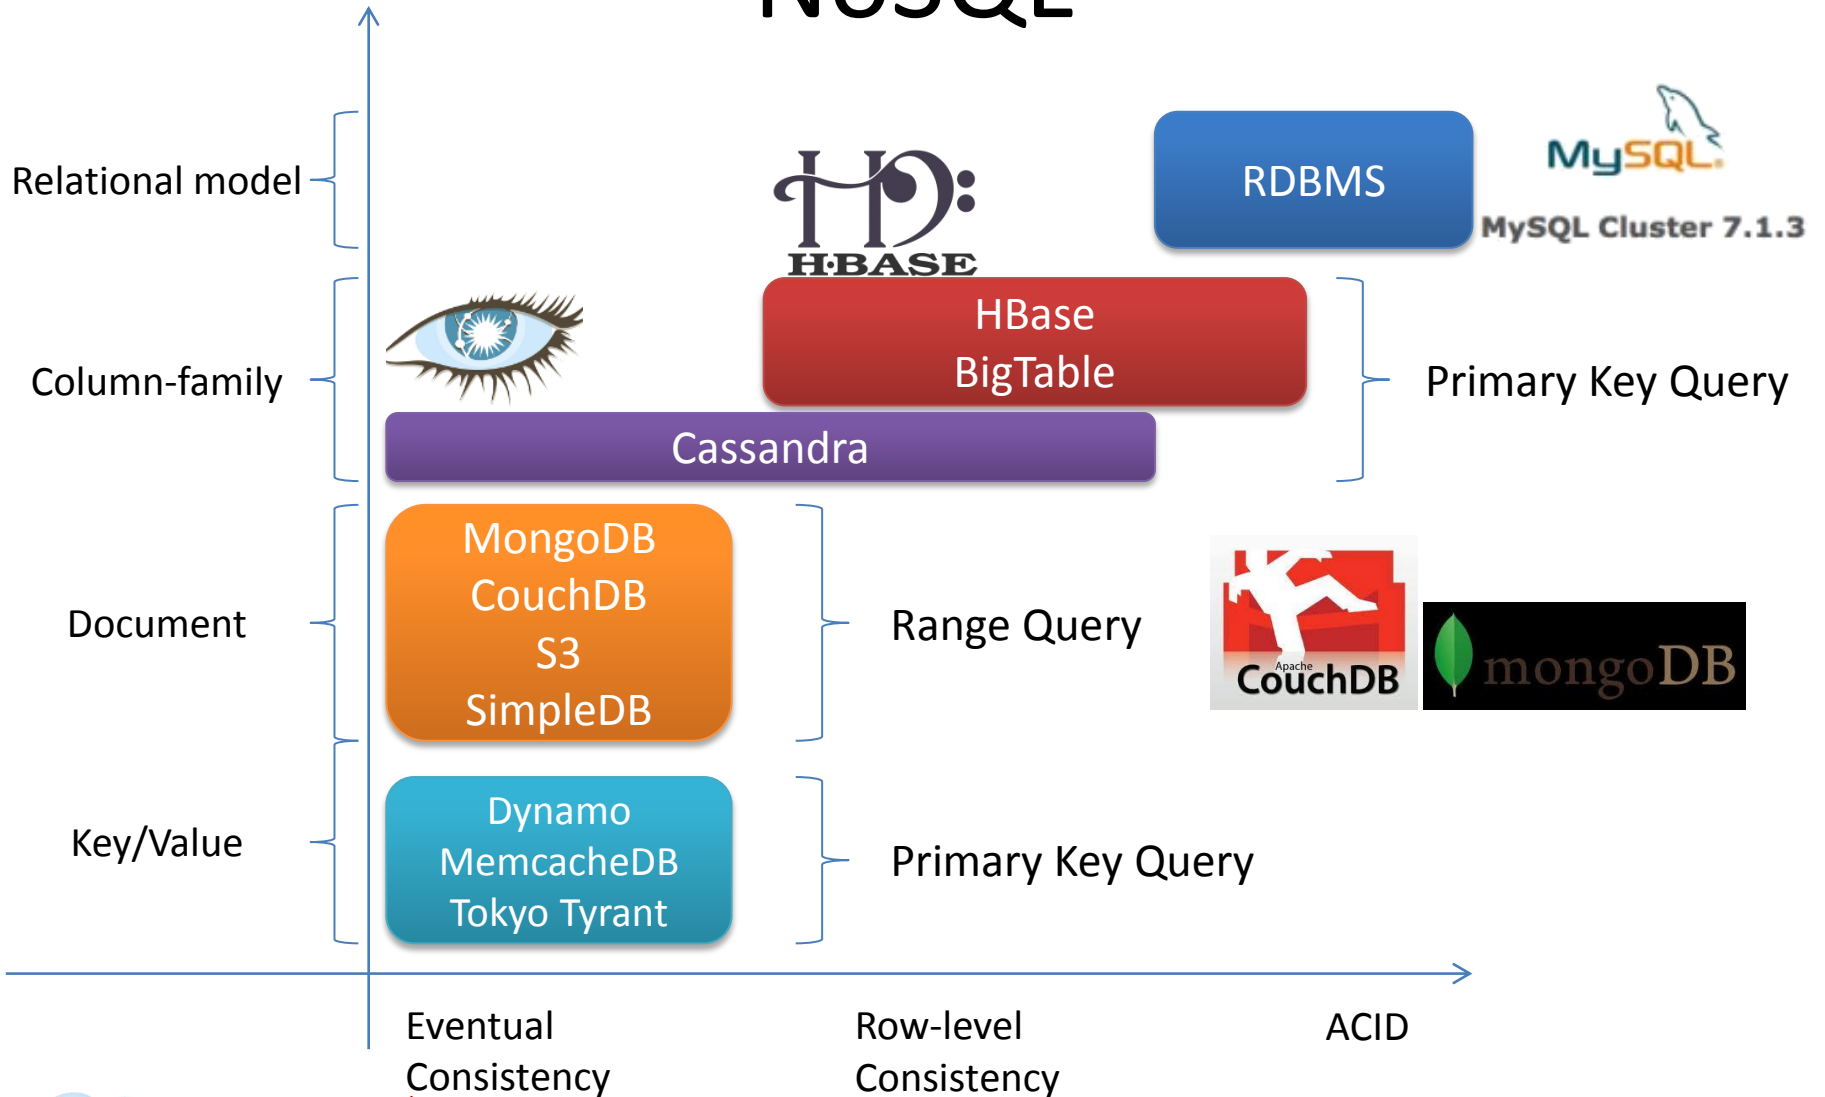 NoSQL
Relational model
RDBMS
MySQL
MySQL Cluster 7.1.3
H·BASE
Column-family
HBase
BigTable
Primary Key Query
Cassandra
Document
MongoDB
CouchDB
S3
SimpleDB
Range Query
Apache
CouchDB
mongoDB
Key/Value
Dynamo
MemcacheDB
Tokyo Tyrant
Primary Key Query
Eventual
Consistency
Row-level
Consistency
ACID